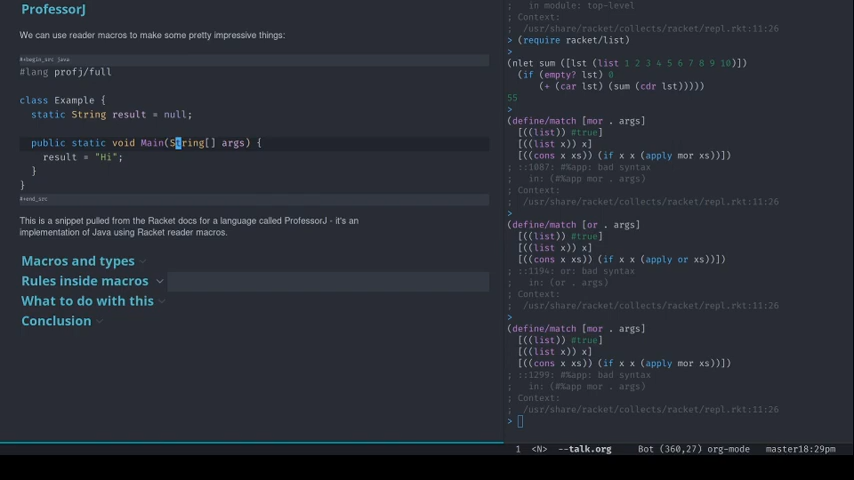 ProfessorJ
We can use reader macros to make some pretty impressive things:
#+begin_src java
#lang profj/full
class Example {
static String result = null;
public static void Main(String[] args) {
result = "Hi";
}
}
#+end_src
This is a snippet pulled from the Racket docs for a language called ProfessorJ - it's an
implementation of Java using Racket reader macros.
Macros and types
Rules inside macros
What to do with this
Conclusion
; in module: top-level
; Context:
; /usr/share/racket/collects/racket/repl.rkt:11:26
> (require racket/list)
>
(nlet sum ([lst (list 1 2 3 4 5 6 7 8 9 10)])
(if (empty? lst) 0
(+ (car lst) (sum (cdr lst)))))
55
>
(define/match [mor . args]
[((list)) #true]
[((list x)) x]
[((cons x xs)) (if x (apply mor xs))])
; ::1087: #%app: bad syntax
; in: (#%app mor . args)
; Context:
; /usr/share/racket/collects/racket/repl.rkt:11:26
>
(define/match [or . args]
[((list)) #true]
[((list x)) x]
[((cons x xs)) (if x x (apply or xs))])
; ::1194: or: bad syntax
; in: (or . args)
; Context:
; /usr/share/racket/collects/racket/repl.rkt:11:26
>
(define/match [mor . args]
[((list)) #true]
[((list x)) x]
[((cons x xs)) (if x x (apply mor xs))])
; ::1299: #%app: bad syntax
; in: (#%app mor . args)
; Context:
; /usr/share/racket/collects/racket/repl.rkt:11:26
>
1 <N> --talk.org Bot (360,27) org-mode master18:29pm